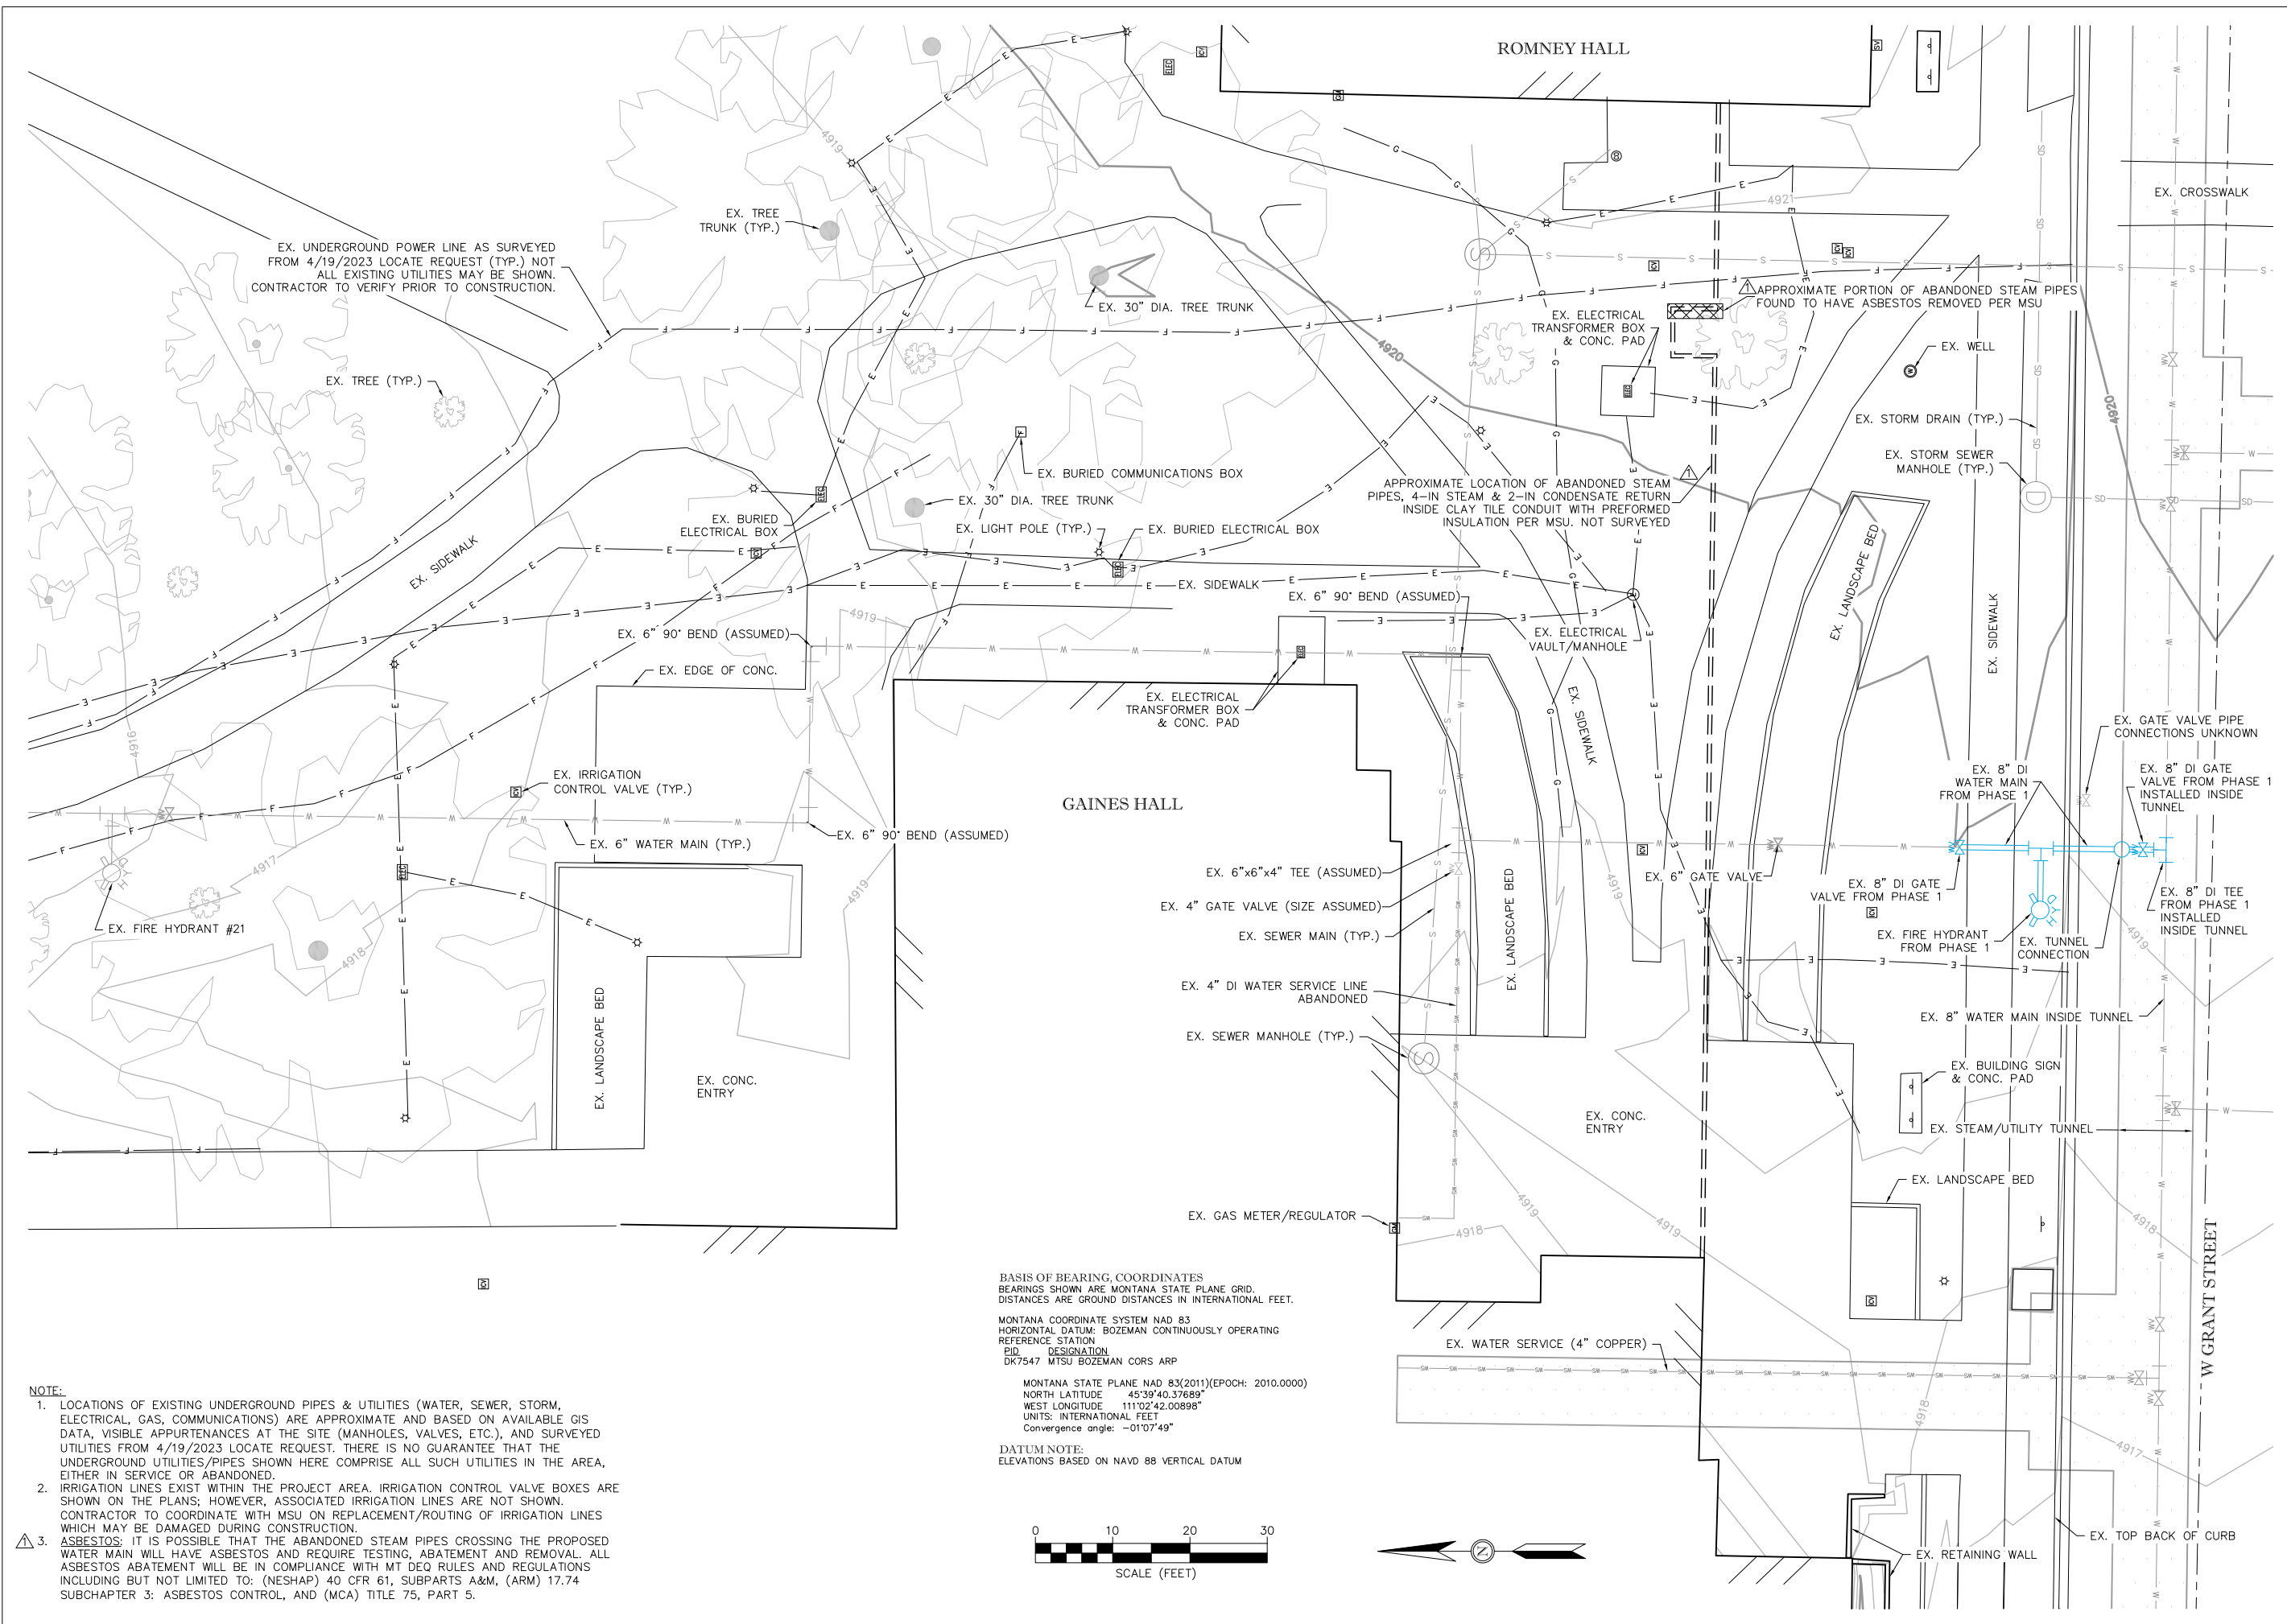 ROMNEY HALL
EX. CROSSWALK
EX. TREE
TRUNK (TYP.)
EX. UNDERGROUND POWER LINE AS SURVEYED
FROM 4/19/2023 LOCATE REQUEST (TYP.) NOT
ALL EXISTING UTILITIES MAY BE SHOWN.
CONTRACTOR TO VERIFY PRIOR TO CONSTRUCTION.
4919
4921
EX. 30" DIA. TREE TRUNK
1
APPROXIMATE PORTION OF ABANDONED STEAM PIPES
FOUND TO HAVE ASBESTOS REMOVED PER MSU
EX. ELECTRICAL
TRANSFORMER BOX
& CONC. PAD
4920
EX. WELL
EX. TREE (TYP.)
4920
EX. STORM DRAIN (TYP.)
EX. STORM SEWER
MANHOLE (TYP.)
EX. BURIED COMMUNICATIONS BOX
1
APPROXIMATE LOCATION OF ABANDONED STEAM
PIPES, 4-IN STEAM & 2-IN CONDENSATE RETURN
INSIDE CLAY TILE CONDUIT WITH PREFORMED
INSULATION PER MSU. NOT SURVEYED
EX. 30" DIA. TREE TRUNK
EX. BURIED
ELECTRICAL BOX
EX. LIGHT POLE (TYP.)
EX. BURIED ELECTRICAL BOX
EX. SIDEWALK
EX. SIDEWALK
EX. LANDSCAPE BED
EX. SIDEWALK
EX. 6" 90° BEND (ASSUMED)
4919
EX. 6" 90° BEND (ASSUMED)
EX. ELECTRICAL
VAULT/MANHOLE
EX. EDGE OF CONC.
EX. ELECTRICAL
TRANSFORMER BOX
& CONC. PAD
EX. SIDEWALK
4916
EX. GATE VALVE PIPE
CONNECTIONS UNKNOWN
EX. IRRIGATION
CONTROL VALVE (TYP.)
GAINES HALL
EX. 8" DI
WATER MAIN
FROM PHASE 1
EX. 8" DI GATE
VALVE FROM PHASE 1
INSTALLED INSIDE
TUNNEL
EX. 6" WATER MAIN (TYP.)
EX. 6" 90° BEND (ASSUMED)
4917
EX. 6"x6"x4" TEE (ASSUMED)
EX. 6" GATE VALVE
EX. 8" DI GATE
VALVE FROM PHASE 1
EX. 8" DI TEE
FROM PHASE 1
INSTALLED
INSIDE TUNNEL
4919
4919
EX. 4" GATE VALVE (SIZE ASSUMED)
EX. LANDSCAPE BED
HYD
HYD
EX. FIRE HYDRANT #21
EX. SEWER MAIN (TYP.)
EX. FIRE HYDRANT
FROM PHASE 1
EX. TUNNEL
CONNECTION
4919
4918
EX. 4" DI WATER SERVICE LINE
ABANDONED
EX. 8" WATER MAIN INSIDE TUNNEL
EX. SEWER MANHOLE (TYP.)
EX. LANDSCAPE BED
EX. CONC.
ENTRY
EX. BUILDING SIGN
& CONC. PAD
EX. CONC.
ENTRY
EX. STEAM/UTILITY TUNNEL
EX. LANDSCAPE BED
EX. GAS METER/REGULATOR
4918
4919
4919
4918
W GRANT STREET
BASIS OF BEARING, COORDINATES
BEARINGS SHOWN ARE MONTANA STATE PLANE GRID.
DISTANCES ARE GROUND DISTANCES IN INTERNATIONAL FEET.
MONTANA COORDINATE SYSTEM NAD 83
HORIZONTAL DATUM: BOZEMAN CONTINUOUSLY OPERATING
REFERENCE STATION
PID DESIGNATION
DK7547 MTSU BOZEMAN CORS ARP
MONTANA STATE PLANE NAD 83(2011)(EPOCH: 2010.0000)
NORTH LATITUDE 45°39'40.37689"
WEST LONGITUDE 111°02'42.00898"
UNITS: INTERNATIONAL FEET
Convergence angle: -01°07'49"
DATUM NOTE:
ELEVATIONS BASED ON NAVD 88 VERTICAL DATUM
EX. WATER SERVICE (4" COPPER)
4918
4917
NOTE:
1. LOCATIONS OF EXISTING UNDERGROUND PIPES & UTILITIES (WATER, SEWER, STORM,
ELECTRICAL, GAS, COMMUNICATIONS) ARE APPROXIMATE AND BASED ON AVAILABLE GIS
DATA, VISIBLE APPURTENANCES AT THE SITE (MANHOLES, VALVES, ETC.), AND SURVEYED
UTILITIES FROM 4/19/2023 LOCATE REQUEST. THERE IS NO GUARANTEE THAT THE
UNDERGROUND UTILITIES/PIPES SHOWN HERE COMPRISE ALL SUCH UTILITIES IN THE AREA,
EITHER IN SERVICE OR ABANDONED.
2. IRRIGATION LINES EXIST WITHIN THE PROJECT AREA. IRRIGATION CONTROL VALVE BOXES ARE
SHOWN ON THE PLANS; HOWEVER, ASSOCIATED IRRIGATION LINES ARE NOT SHOWN.
CONTRACTOR TO COORDINATE WITH MSU ON REPLACEMENT/ROUTING OF IRRIGATION LINES
WHICH MAY BE DAMAGED DURING CONSTRUCTION.
1 3. ASBESTOS: IT IS POSSIBLE THAT THE ABANDONED STEAM PIPES CROSSING THE PROPOSED
WATER MAIN WILL HAVE ASBESTOS AND REQUIRE TESTING, ABATEMENT AND REMOVAL. ALL
ASBESTOS ABATEMENT WILL BE IN COMPLIANCE WITH MT DEQ RULES AND REGULATIONS
INCLUDING BUT NOT LIMITED TO: (NESHAP) 40 CFR 61, SUBPARTS A&M, (ARM) 17.74
SUBCHAPTER 3: ASBESTOS CONTROL, AND (MCA) TITLE 75, PART 5.
0 10 20 30
SCALE (FEET)
N
EX. TOP BACK OF CURB
EX. RETAINING WALL